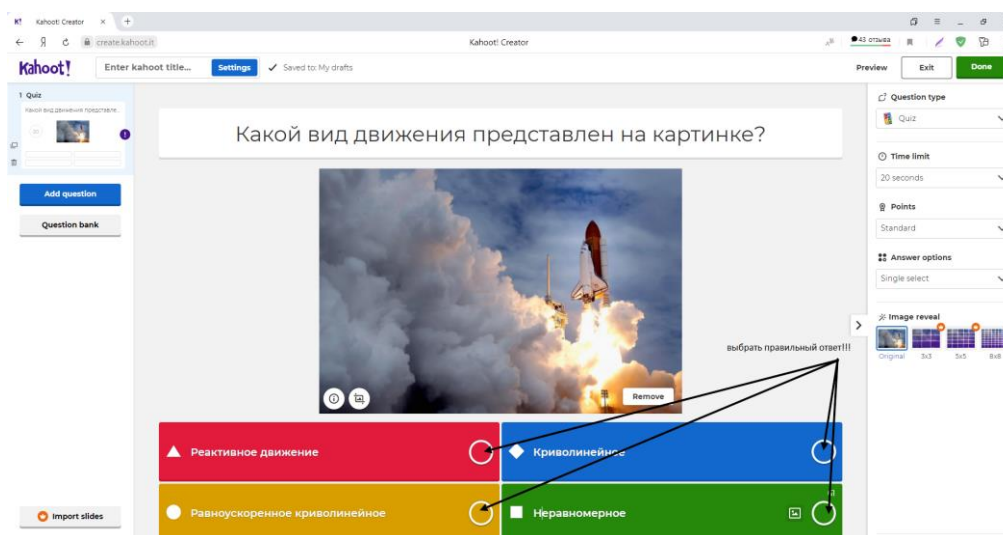 K! Kahoot! Creator × +
Я create.kahoot.it Kahoot! Creator 43 отзыва
Kahoot! Enter kahoot title... Settings ✓ Saved to: My drafts Preview Exit Done
1 Quiz
Какой вид движения представле...
Add question
Question bank
Import slides
Какой вид движения представлен на картинке?
Remove
выбрать правильный ответ!!!
Реактивное движение
Криволинейное
Равноускоренное криволинейное
Неравномерное
Question type
Quiz
Time limit
20 seconds
Points
Standard
Answer options
Single select
Image reveal
Original 3x3 5x5 8x8